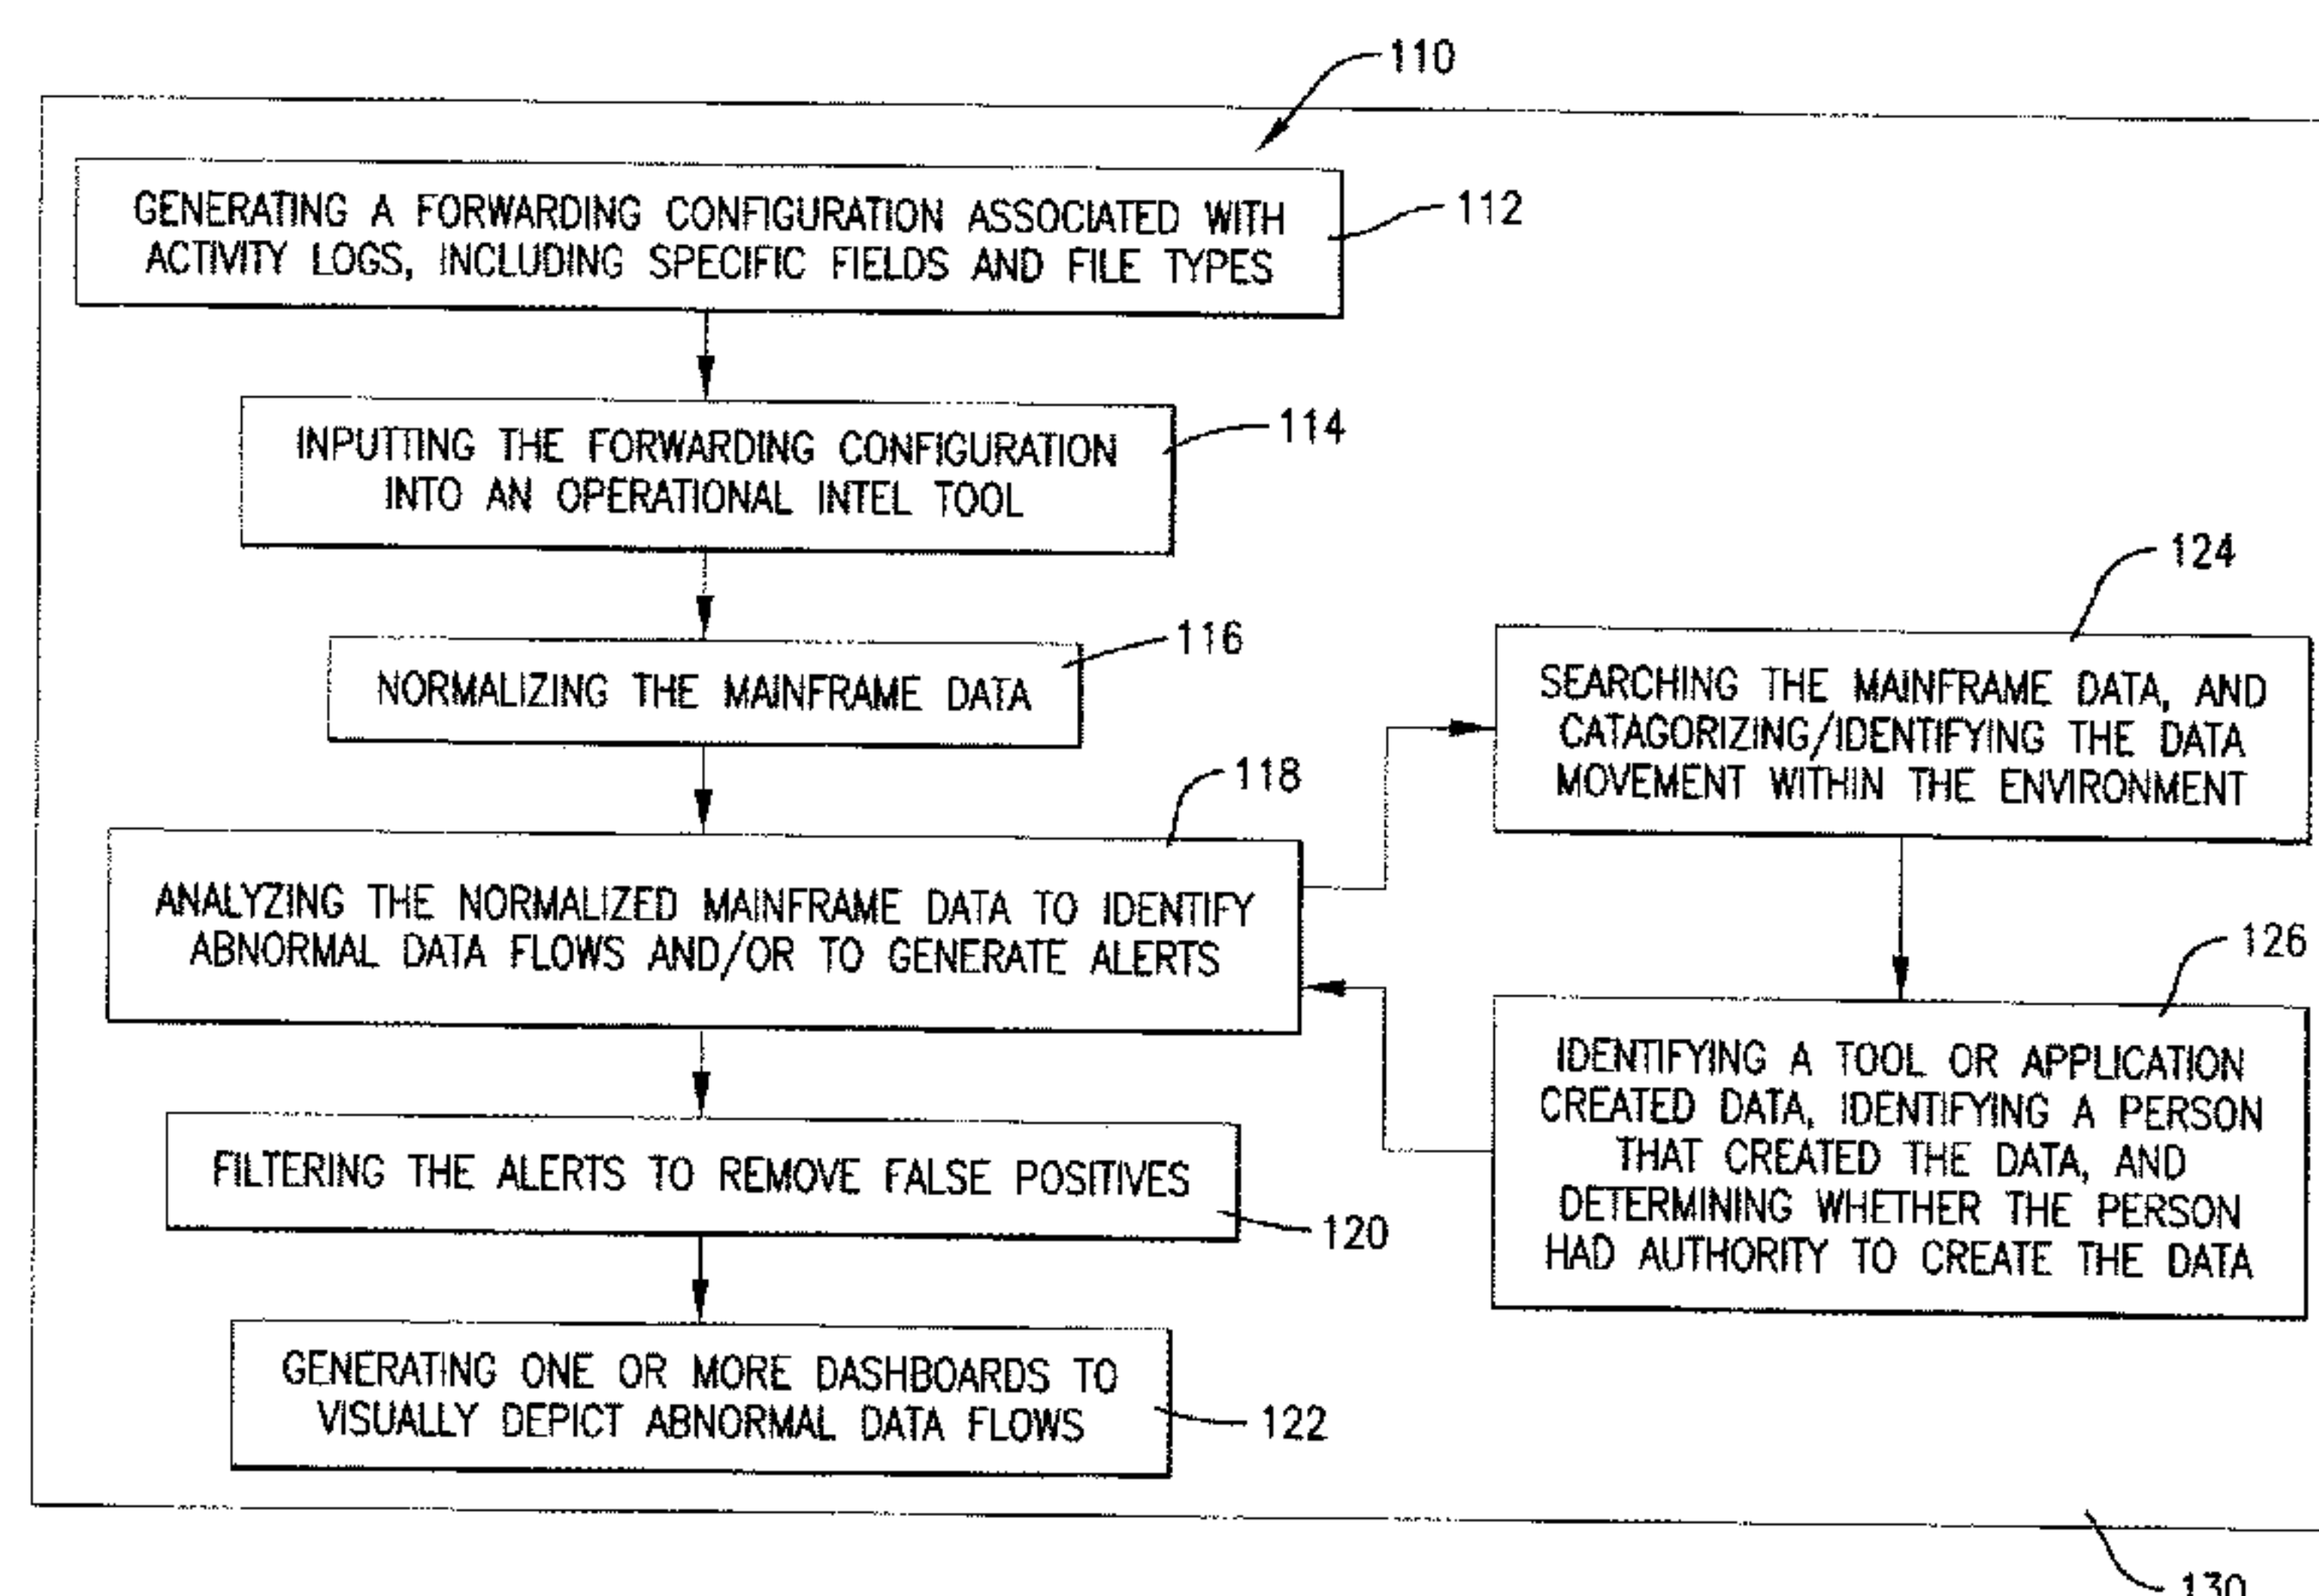 110
GENERATING A FORWARDING CONFIGURATION ASSOCIATED WITH
ACTIVITY LOGS, INCLUDING SPECIFIC FIELDS AND FILE TYPES
112
INPUTTING THE FORWARDING CONFIGURATION
INTO AN OPERATIONAL INTEL TOOL
114
NORMALIZING THE MAINFRAME DATA
116
ANALYZING THE NORMALIZED MAINFRAME DATA TO IDENTIFY
ABNORMAL DATA FLOWS AND/OR TO GENERATE ALERTS
118
FILTERING THE ALERTS TO REMOVE FALSE POSITIVES
120
GENERATING ONE OR MORE DASHBOARDS TO
VISUALLY DEPICT ABNORMAL DATA FLOWS
122
124
SEARCHING THE MAINFRAME DATA, AND
CATAGORIZING/IDENTIFYING THE DATA
MOVEMENT WITHIN THE ENVIRONMENT
126
IDENTIFYING A TOOL OR APPLICATION
CREATED DATA, IDENTIFYING A PERSON
THAT CREATED THE DATA, AND
DETERMINING WHETHER THE PERSON
HAD AUTHORITY TO CREATE THE DATA
130